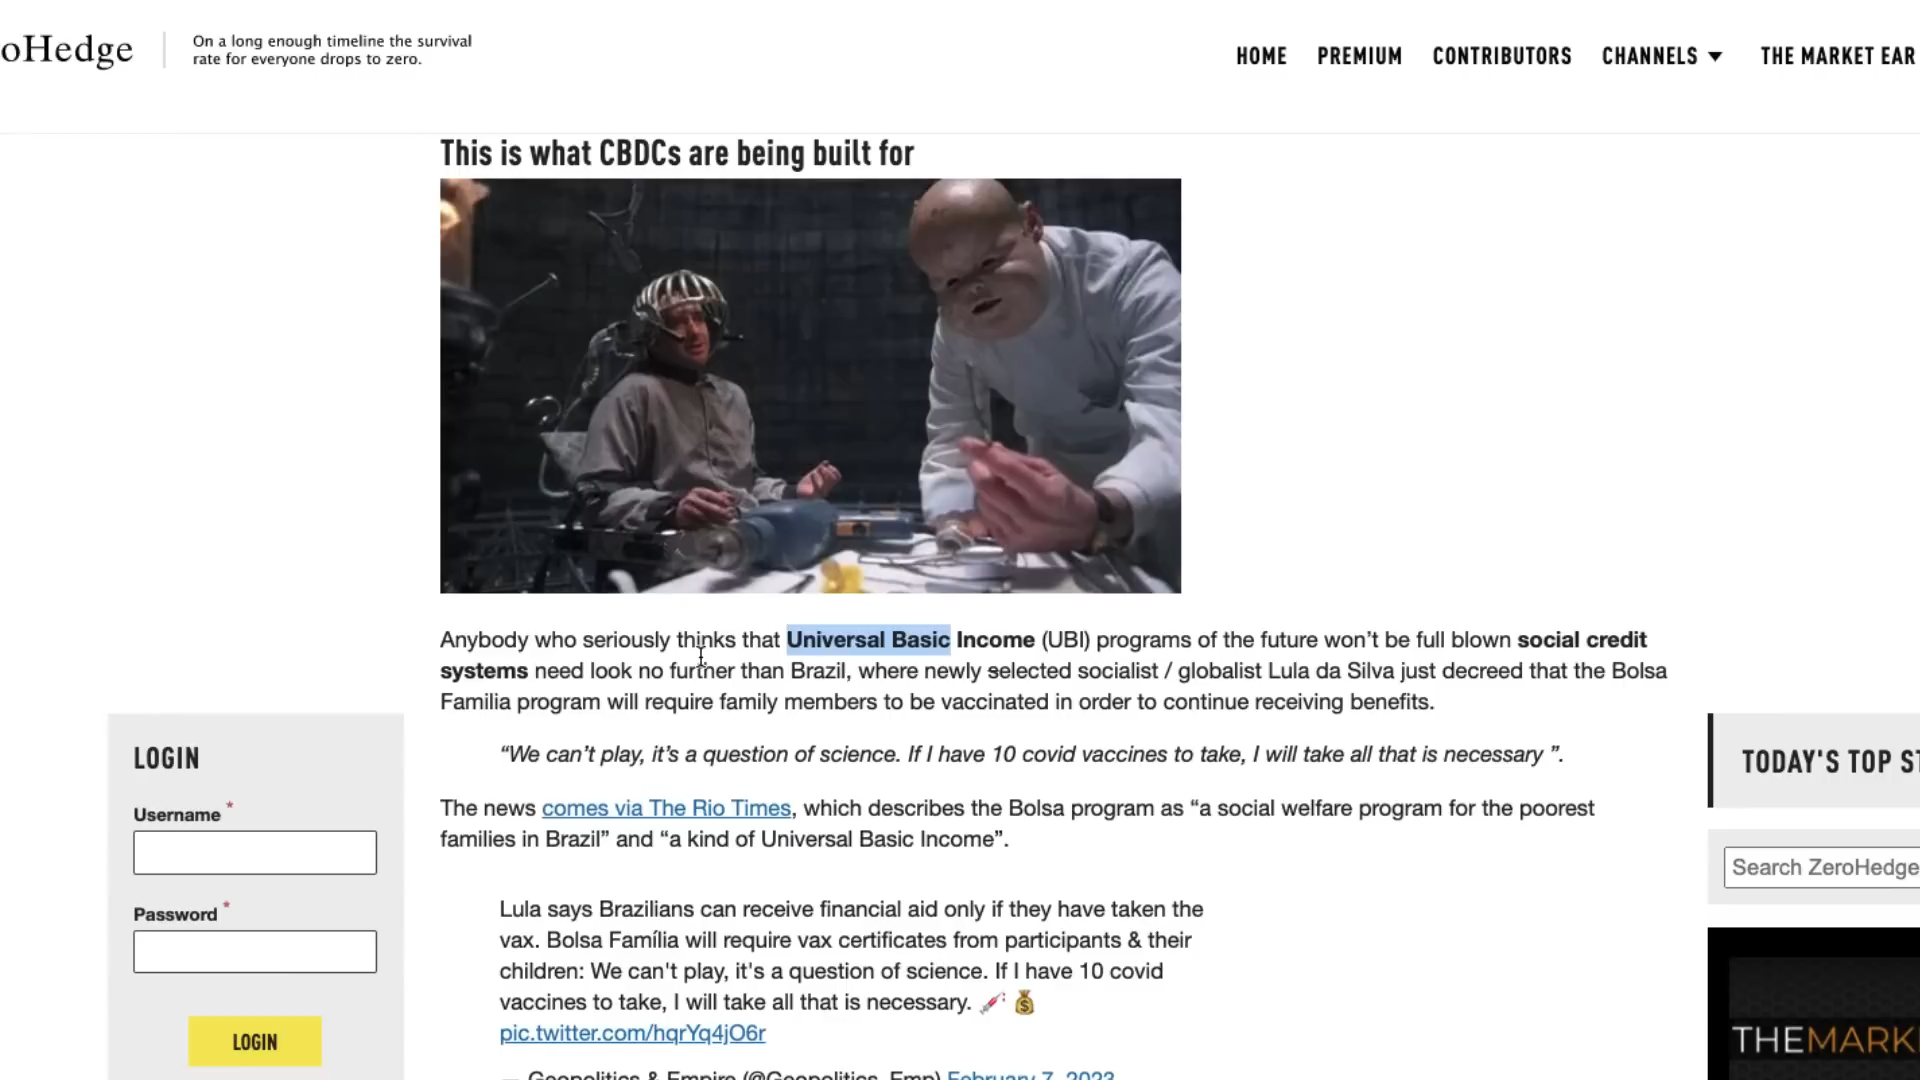 oHedge
On a long enough timeline the survival
rate for everyone drops to zero.
HOME PREMIUM CONTRIBUTORS CHANNELS THE MARKET EAR
This is what CBDCs are being built for
Anybody who seriously thinks that Universal Basic Income (UBI) programs of the future won’t be full blown social credit
systems need look no further than Brazil, where newly selected socialist / globalist Lula da Silva just decreed that the Bolsa
Familia program will require family members to be vaccinated in order to continue receiving benefits.
“We can’t play, it’s a question of science. If I have 10 covid vaccines to take, I will take all that is necessary ”.
The news comes via The Rio Times, which describes the Bolsa program as “a social welfare program for the poorest
families in Brazil” and “a kind of Universal Basic Income”.
Lula says Brazilians can receive financial aid only if they have taken the
vax. Bolsa Família will require vax certificates from participants & their
children: We can't play, it's a question of science. If I have 10 covid
vaccines to take, I will take all that is necessary. 💉 💰
pic.twitter.com/hqrYq4jO6r
— Geopolitics & Empire (@Geopolitics_Emp) February 7, 2023
LOGIN
Username *
Password *
LOGIN
TODAY'S TOP ST
Search ZeroHedge
THEMARK